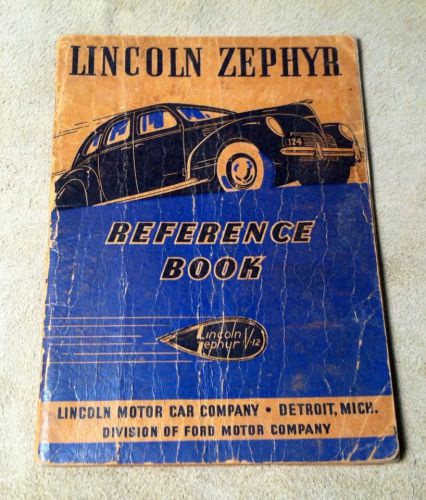 LINCOLN ZEPHYR
124
REFERENCE
BOOK
Lincoln
Zephyr V-12
LINCOLN MOTOR CAR COMPANY • DETROIT, MICH.
DIVISION OF FORD MOTOR COMPANY